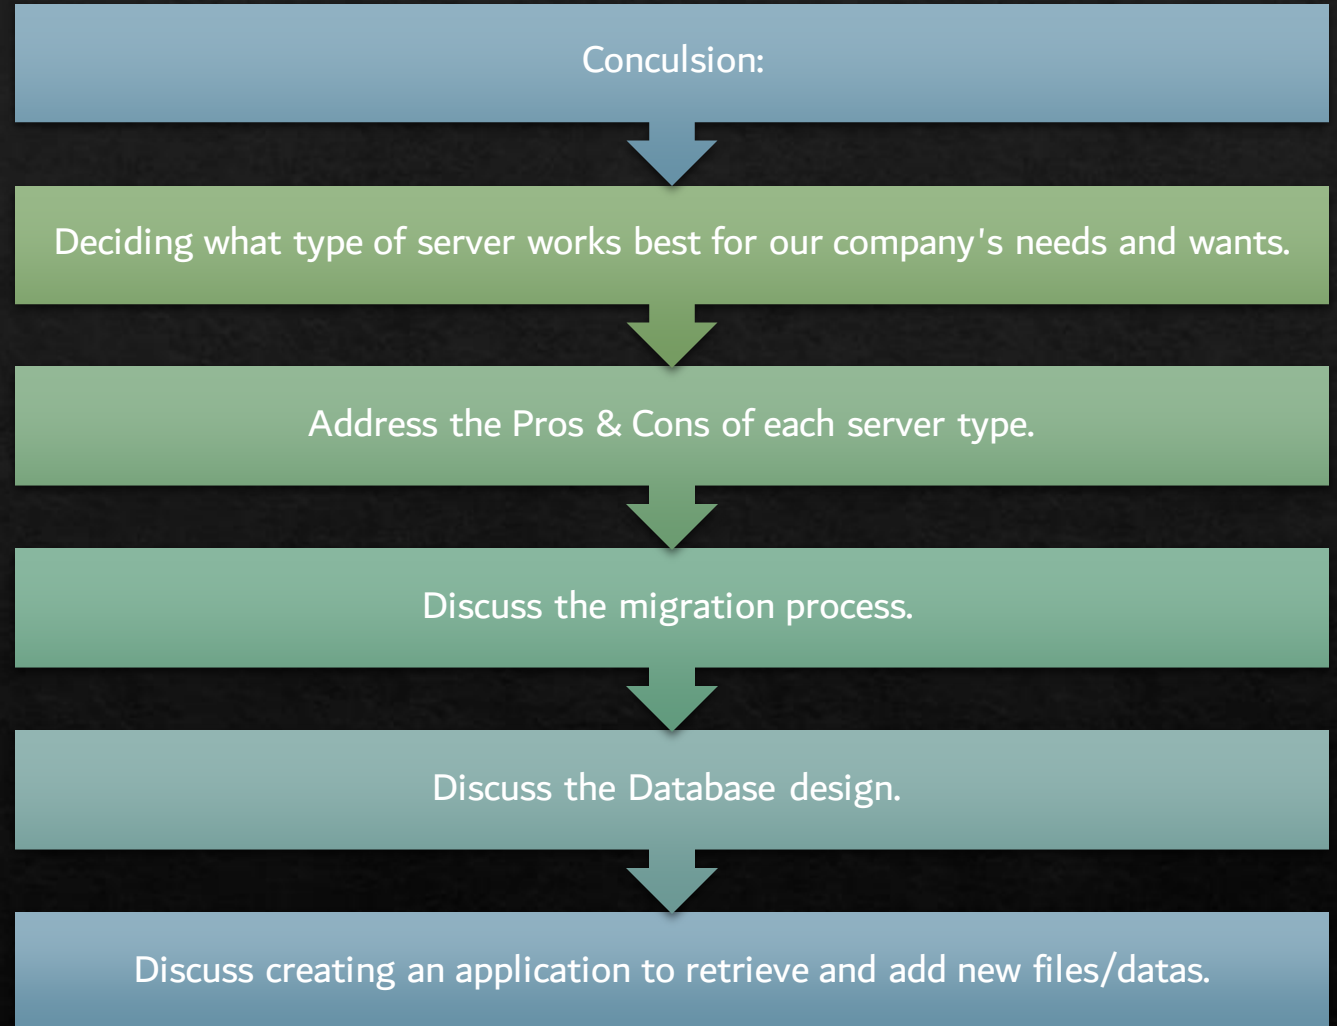 Conculsion:
Deciding what type of server works best for our company's needs and wants.
Address the Pros & Cons of each server type.
Discuss the migration process.
Discuss the Database design.
Discuss creating an application to retrieve and add new files/datas.